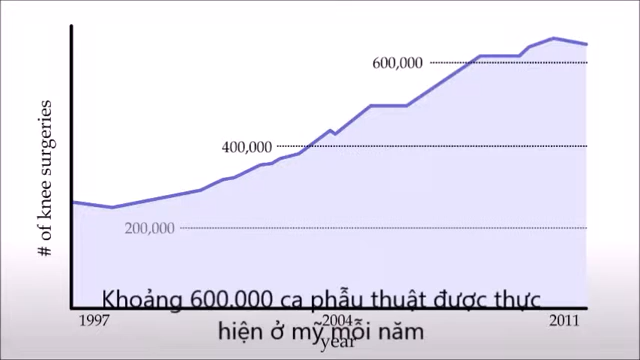 600,000
400,000
200,000
# of knee surgeries
1997
2004
2011
year
Khoảng 600.000 ca phẫu thuật được thực
hiện ở mỹ mỗi năm